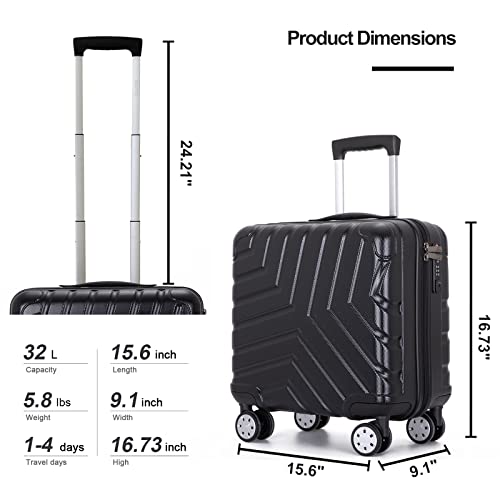 Product Dimensions
24.21"
32 L
Capacity
15.6 inch
Length
5.8 lbs
Weight
9.1 inch
Width
1-4 days
Travel days
16.73 inch
High
16.73"
15.6"
9.1"